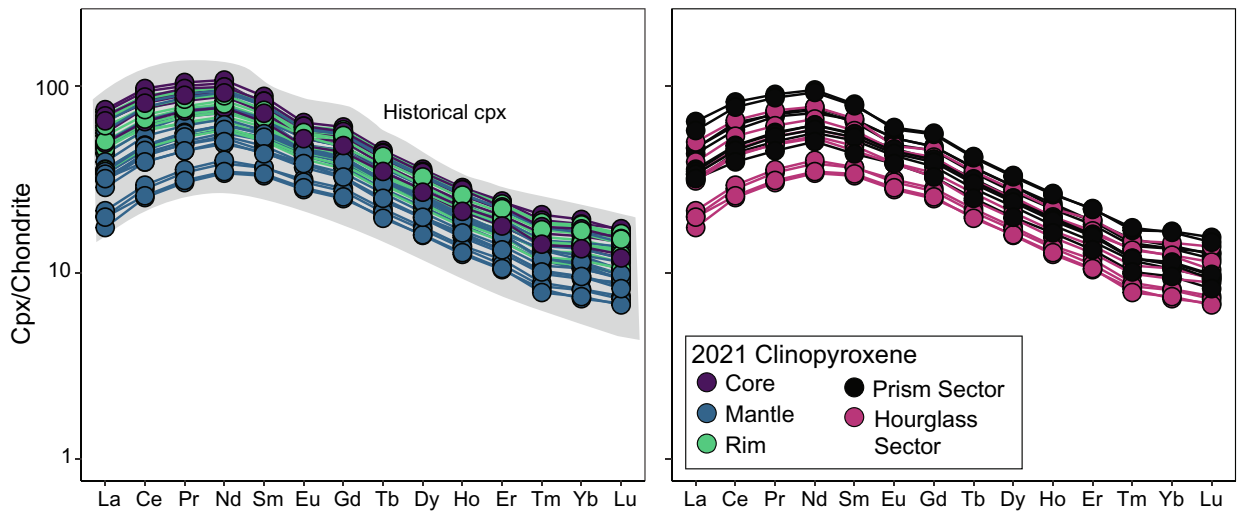 Cpx/Chondrite
100
10
1
Historical cpx
La Ce Pr Nd Sm Eu Gd Tb Dy Ho Er Tm Yb Lu
2021 Clinopyroxene
Core
Mantle
Rim
Prism Sector
Hourglass
Sector
La Ce Pr Nd Sm Eu Gd Tb Dy Ho Er Tm Yb Lu